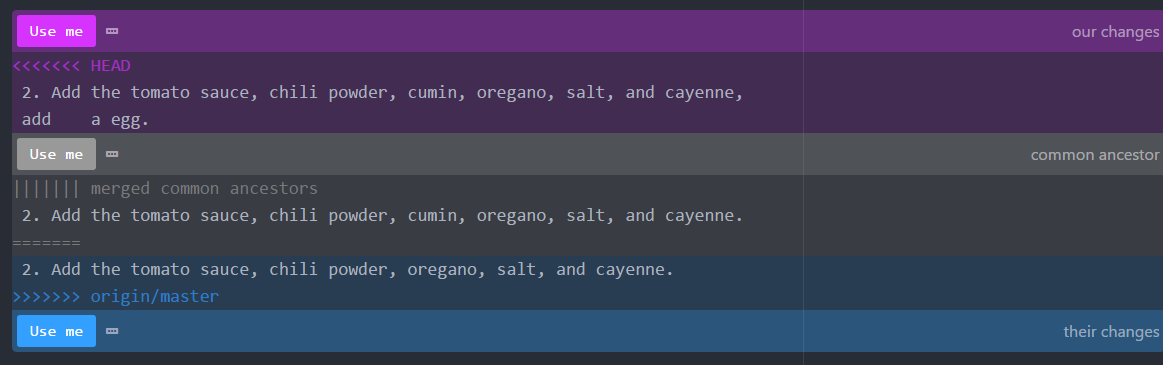 Use me our changes
<<<<<<< HEAD
2. Add the tomato sauce, chili powder, cumin, oregano, salt, and cayenne,
add    a egg.
Use me common ancestor
||||||| merged common ancestors
2. Add the tomato sauce, chili powder, cumin, oregano, salt, and cayenne.
=======
2. Add the tomato sauce, chili powder, oregano, salt, and cayenne.
>>>>>>> origin/master
Use me their changes